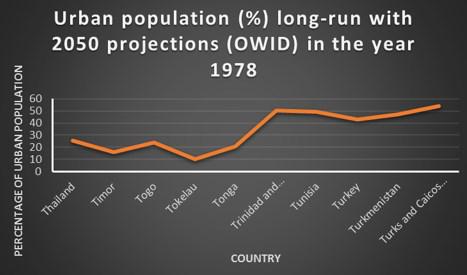 Urban population (%) long-run with
2050 projections (OWID) in the year
1978
PERCENTAGE OF URBAN POPULATION
60
50
40
30
20
10
0
Thailand
Timor
Togo
Tokelau
Tonga
Trinidad and...
Tunisia
Turkey
Turkmenistan
Turks and Caicos...
COUNTRY